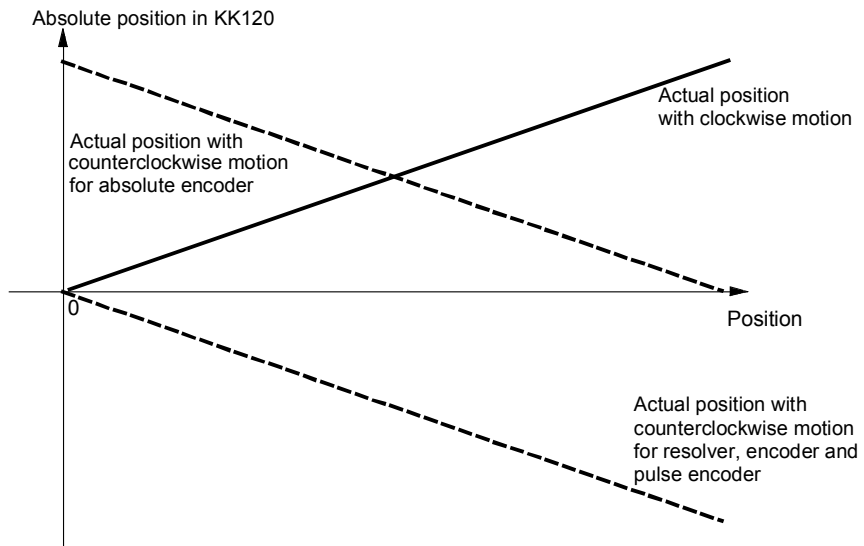 Absolute position in KK120
Actual position
with clockwise motion
Actual position with
counterclockwise motion
for absolute encoder
0
Position
Actual position with
counterclockwise motion
for resolver, encoder and
pulse encoder